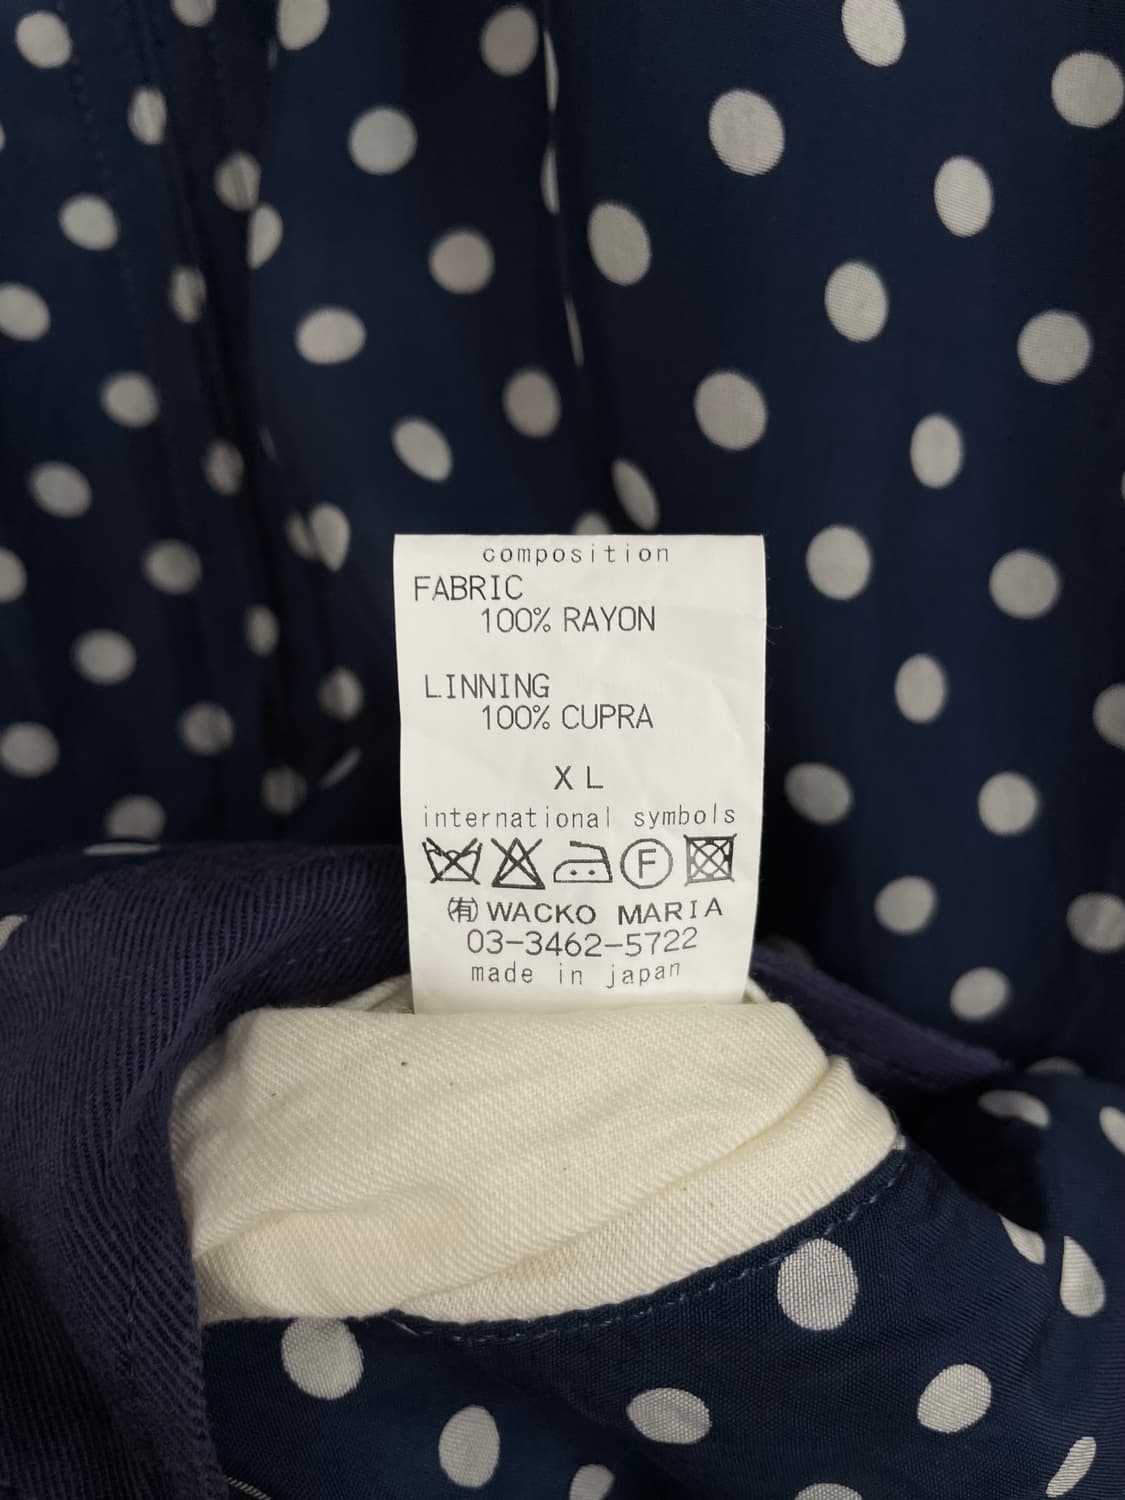 composition
FABRIC
100% RAYON
LINNING
100% CUPRA
XL
international symbols
F
㈲ WACKO MARIA
03-3462-5722
made in japan